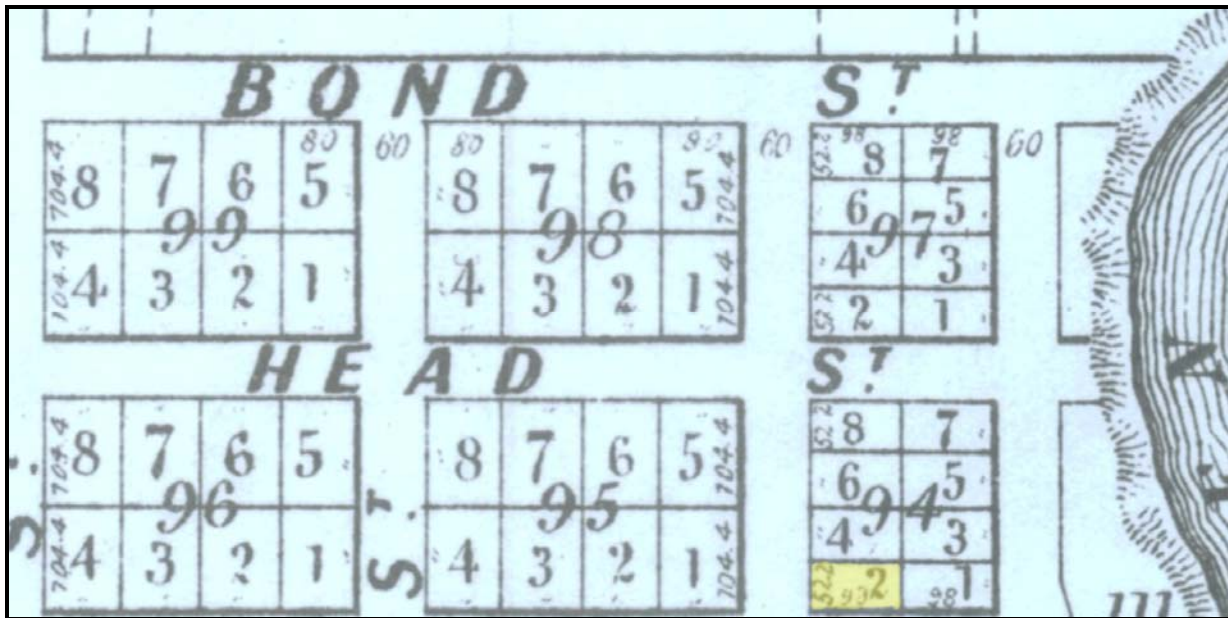 BOND ST.
80 60 80 80 60 98 98 60
104.4 8 7 6 5 8 7 6 5 104.4 52.2 8 7
99 98 6 97 5
104.4 4 3 2 1 4 3 2 1 104.4 4 3
52.2 2 1
HEAD ST.
104.4 8 7 6 5 8 7 6 5 104.4 52.2 8 7
96 95 6 94 5
104.4 4 3 2 1 4 3 2 1 104.4 4 3
S. ST. 52.2 2 98 1